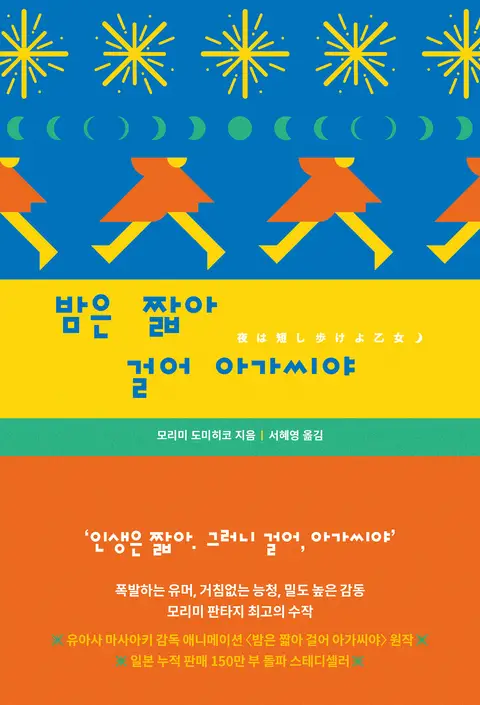 밤은 짧아
夜は短し歩けよ乙女
걸어 아가씨야
모리미 도미히코 지음 | 서혜영 옮김
‘인생은 짧아. 그러니 걸어, 아가씨야’
폭발하는 유머, 거침없는 능청, 밀도 높은 감동
모리미 판타지 최고의 수작
유아사 마사아키 감독 애니메이션 〈밤은 짧아 걸어 아가씨야〉 원작
일본 누적 판매 150만 부 돌파 스테디셀러